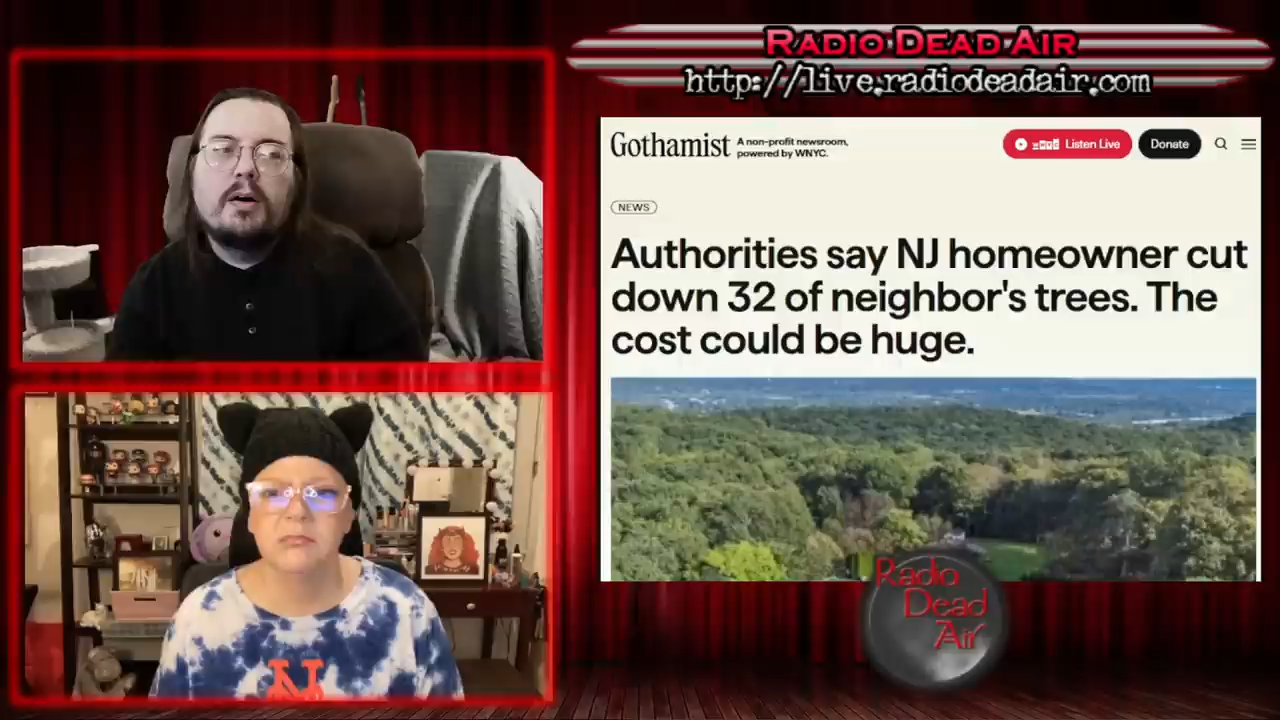 Radio Dead Air
http://live.radiodeadair.com
Gothamist
A non-profit newsroom,
powered by WNYC.
Listen Live
Donate
NEWS
Authorities say NJ homeowner cut
down 32 of neighbor's trees. The
cost could be huge.
Radio
Dead
Air